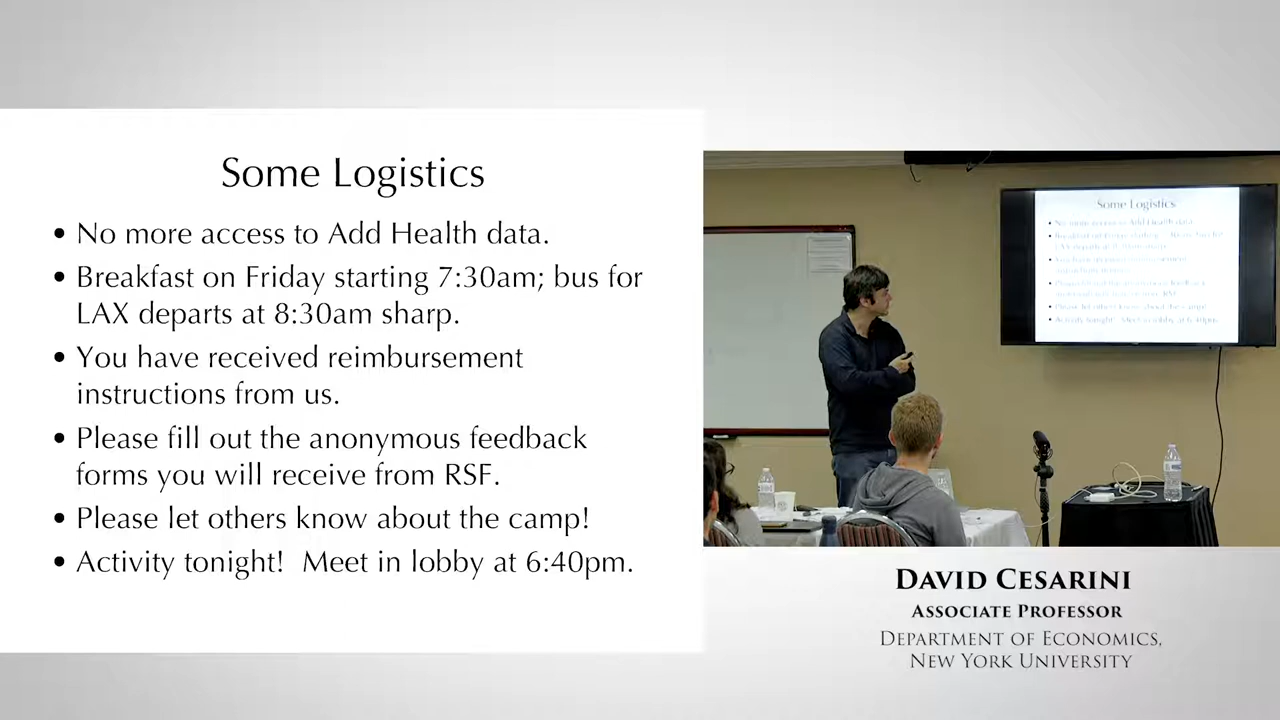 Some Logistics
• No more access to Add Health data.
• Breakfast on Friday starting 7:30am; bus for
LAX departs at 8:30am sharp.
• You have received reimbursement
instructions from us.
• Please fill out the anonymous feedback
forms you will receive from RSF.
• Please let others know about the camp!
• Activity tonight!  Meet in lobby at 6:40pm.
Some Logistics
DAVID CESARINI
ASSOCIATE PROFESSOR
DEPARTMENT OF ECONOMICS,
NEW YORK UNIVERSITY